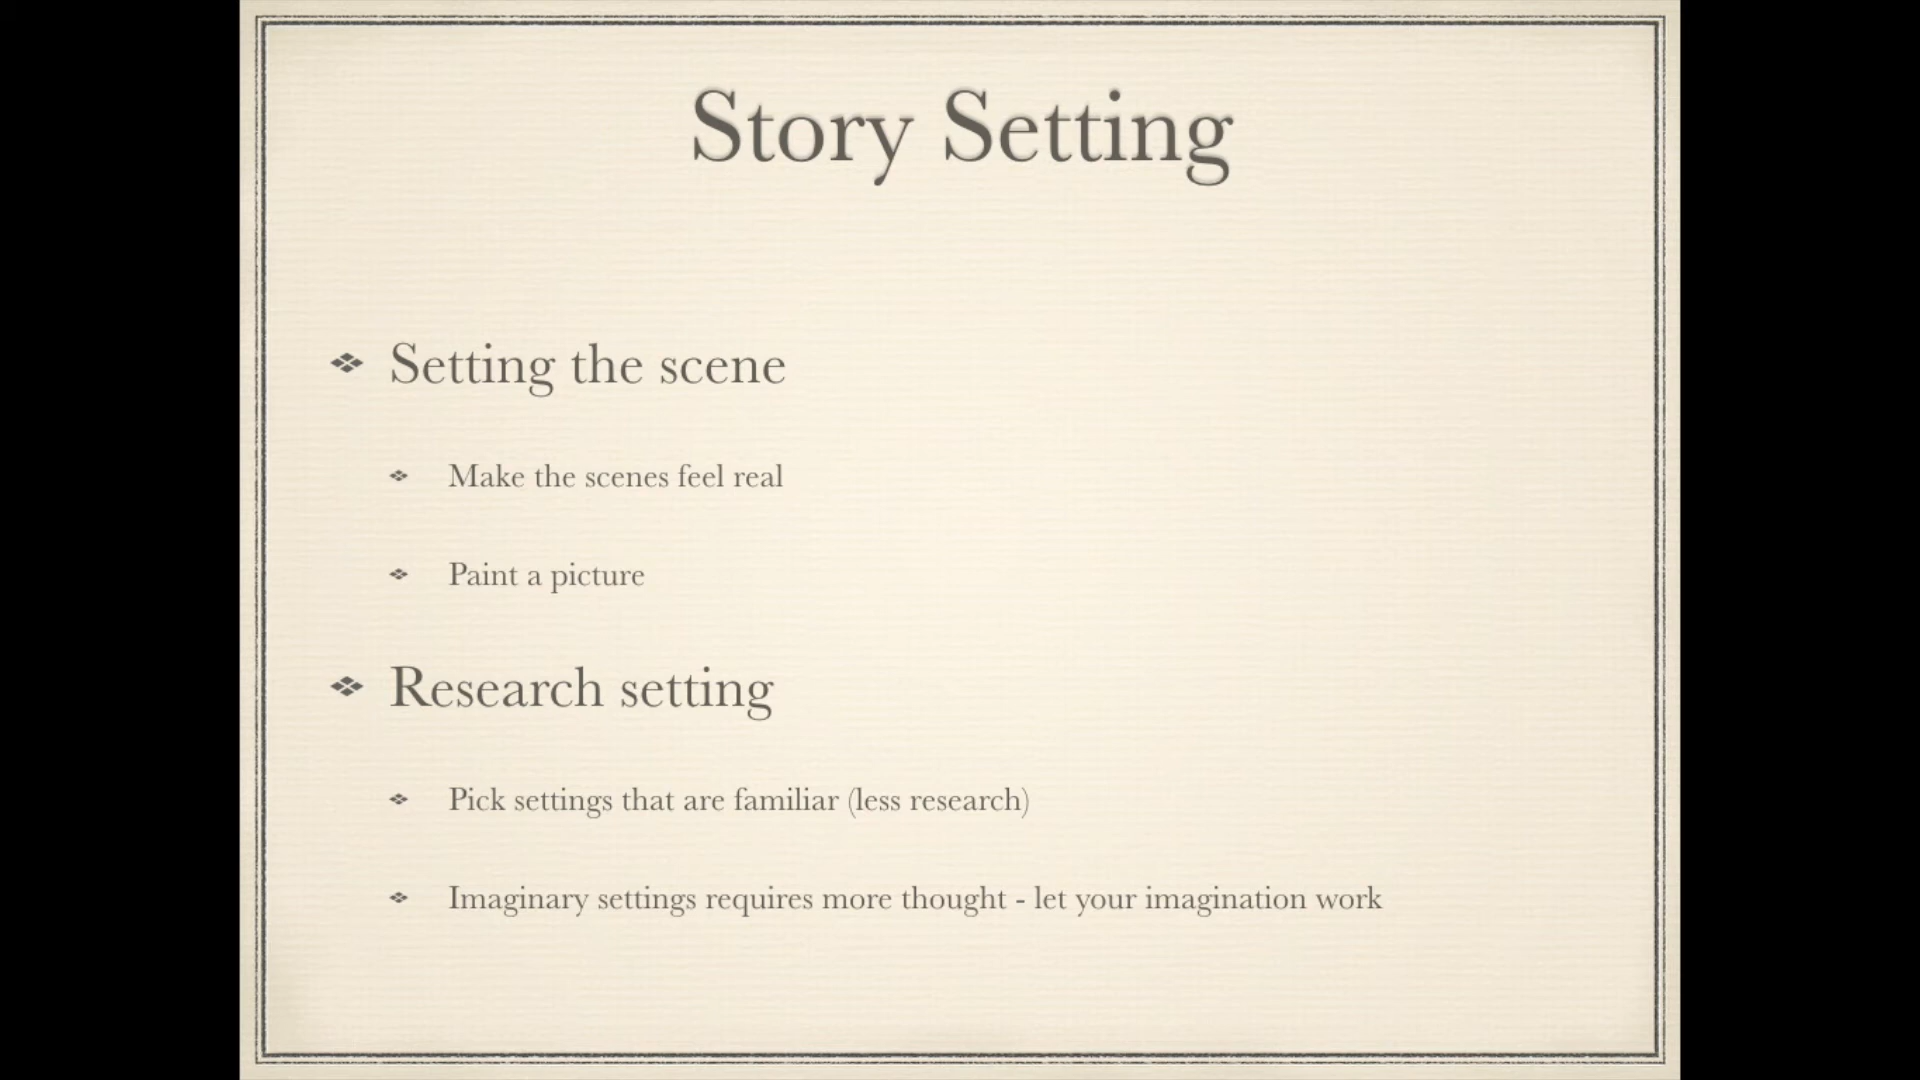 Story Setting
Setting the scene
Make the scenes feel real
Paint a picture
Research setting
Pick settings that are familiar (less research)
Imaginary settings requires more thought - let your imagination work